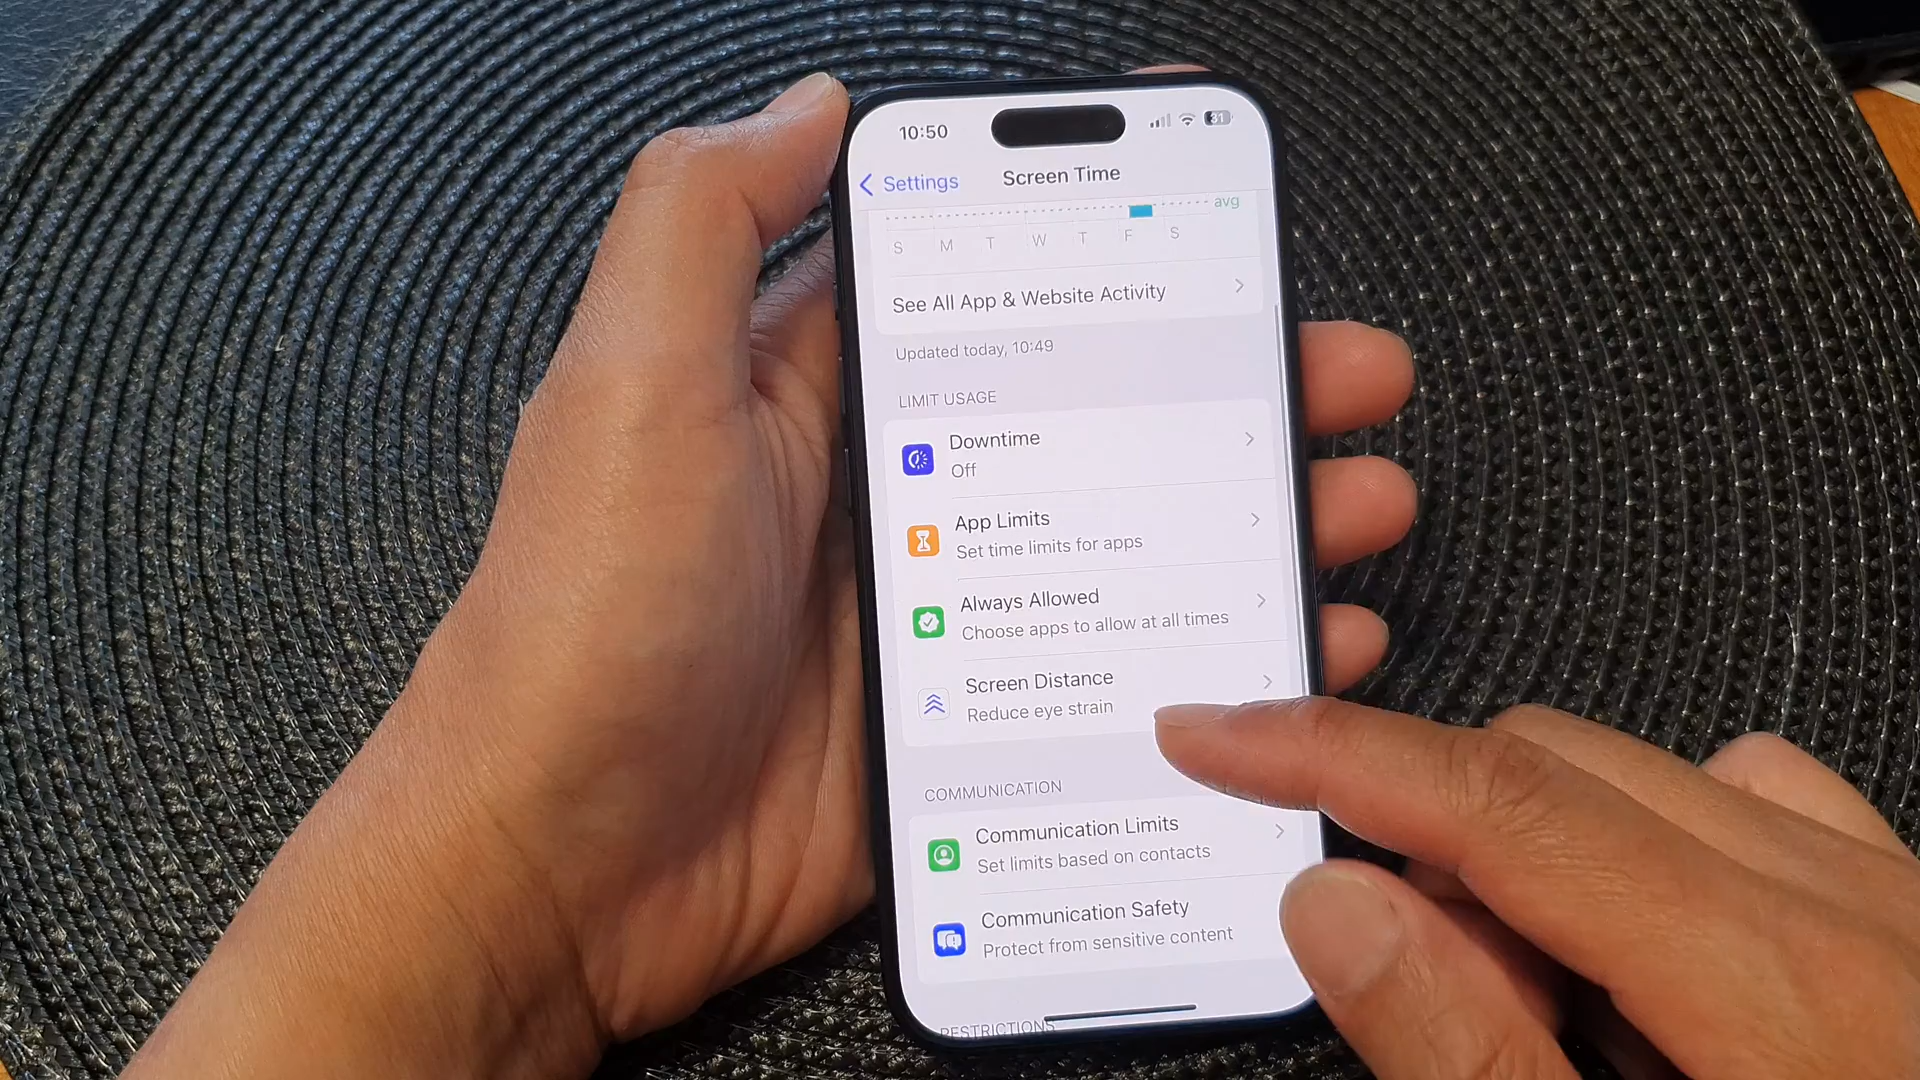 10:50
31
Settings
Screen Time
avg
S M T W T F S
See All App & Website Activity
Updated today, 10:49
LIMIT USAGE
Downtime
Off
App Limits
Set time limits for apps
Always Allowed
Choose apps to allow at all times
Screen Distance
Reduce eye strain
COMMUNICATION
Communication Limits
Set limits based on contacts
Communication Safety
Protect from sensitive content
RESTRICTIONS